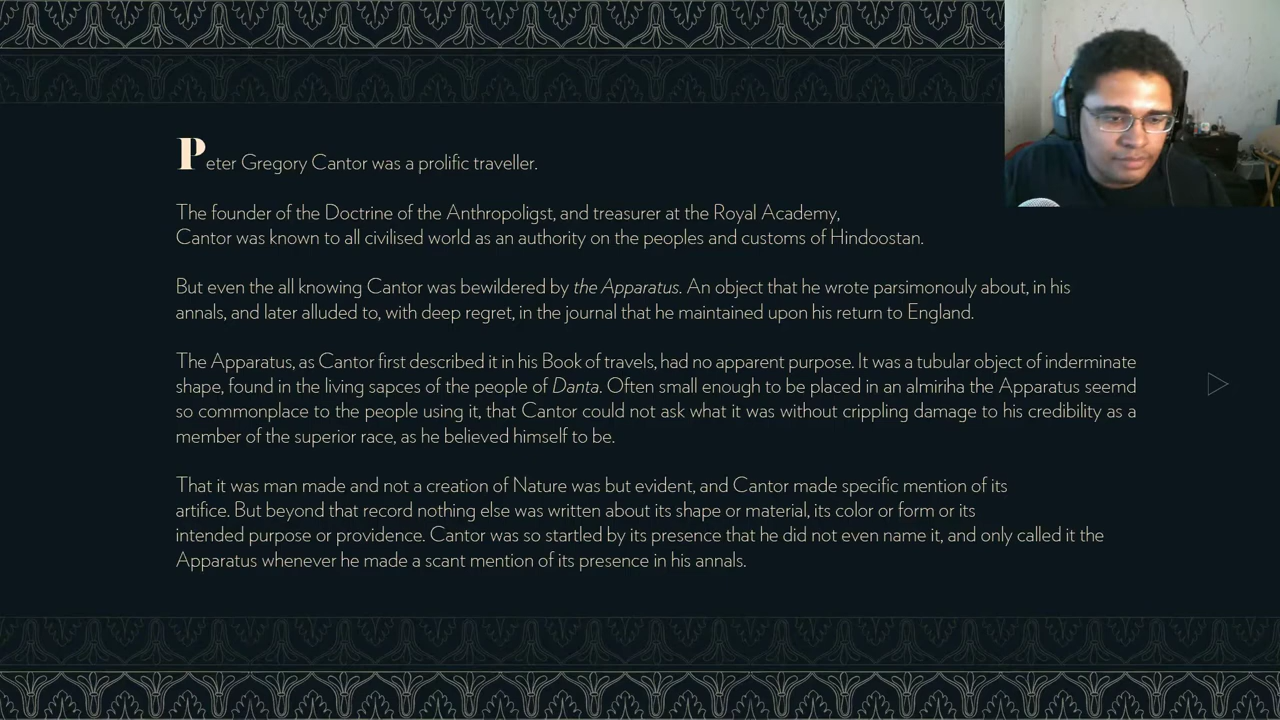 Peter Gregory Cantor was a prolific traveller.
The founder of the Doctrine of the Anthropoligst, and treasurer at the Royal Academy,
Cantor was known to all civilised world as an authority on the peoples and customs of Hindoostan.
But even the all knowing Cantor was bewildered by the Apparatus. An object that he wrote parsimonouly about, in his
annals, and later alluded to, with deep regret, in the journal that he maintained upon his return to England.
The Apparatus, as Cantor first described it in his Book of travels, had no apparent purpose. It was a tubular object of inderminate
shape, found in the living sapces of the people of Danta. Often small enough to be placed in an almiriha the Apparatus seemd
so commonplace to the people using it, that Cantor could not ask what it was without crippling damage to his credibility as a
member of the superior race, as he believed himself to be.
That it was man made and not a creation of Nature was but evident, and Cantor made specific mention of its
artifice. But beyond that record nothing else was written about its shape or material, its color or form or its
intended purpose or providence. Cantor was so startled by its presence that he did not even name it, and only called it the
Apparatus whenever he made a scant mention of its presence in his annals.